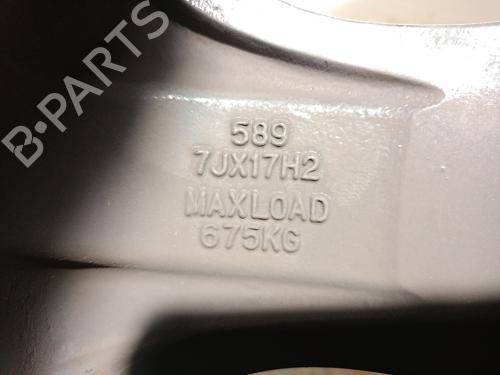 B-PARTS
589
7JX17H2
MAXLOAD
675KG